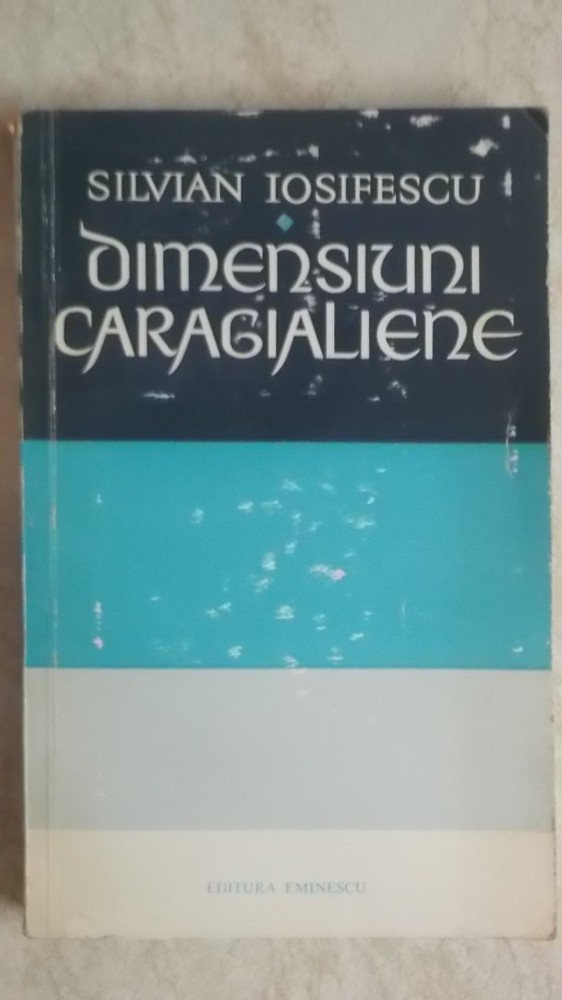 SILVIAN IOSIFESCU
DIMENSIUNI
CARAGIALIENE
EDITURA EMINESCU